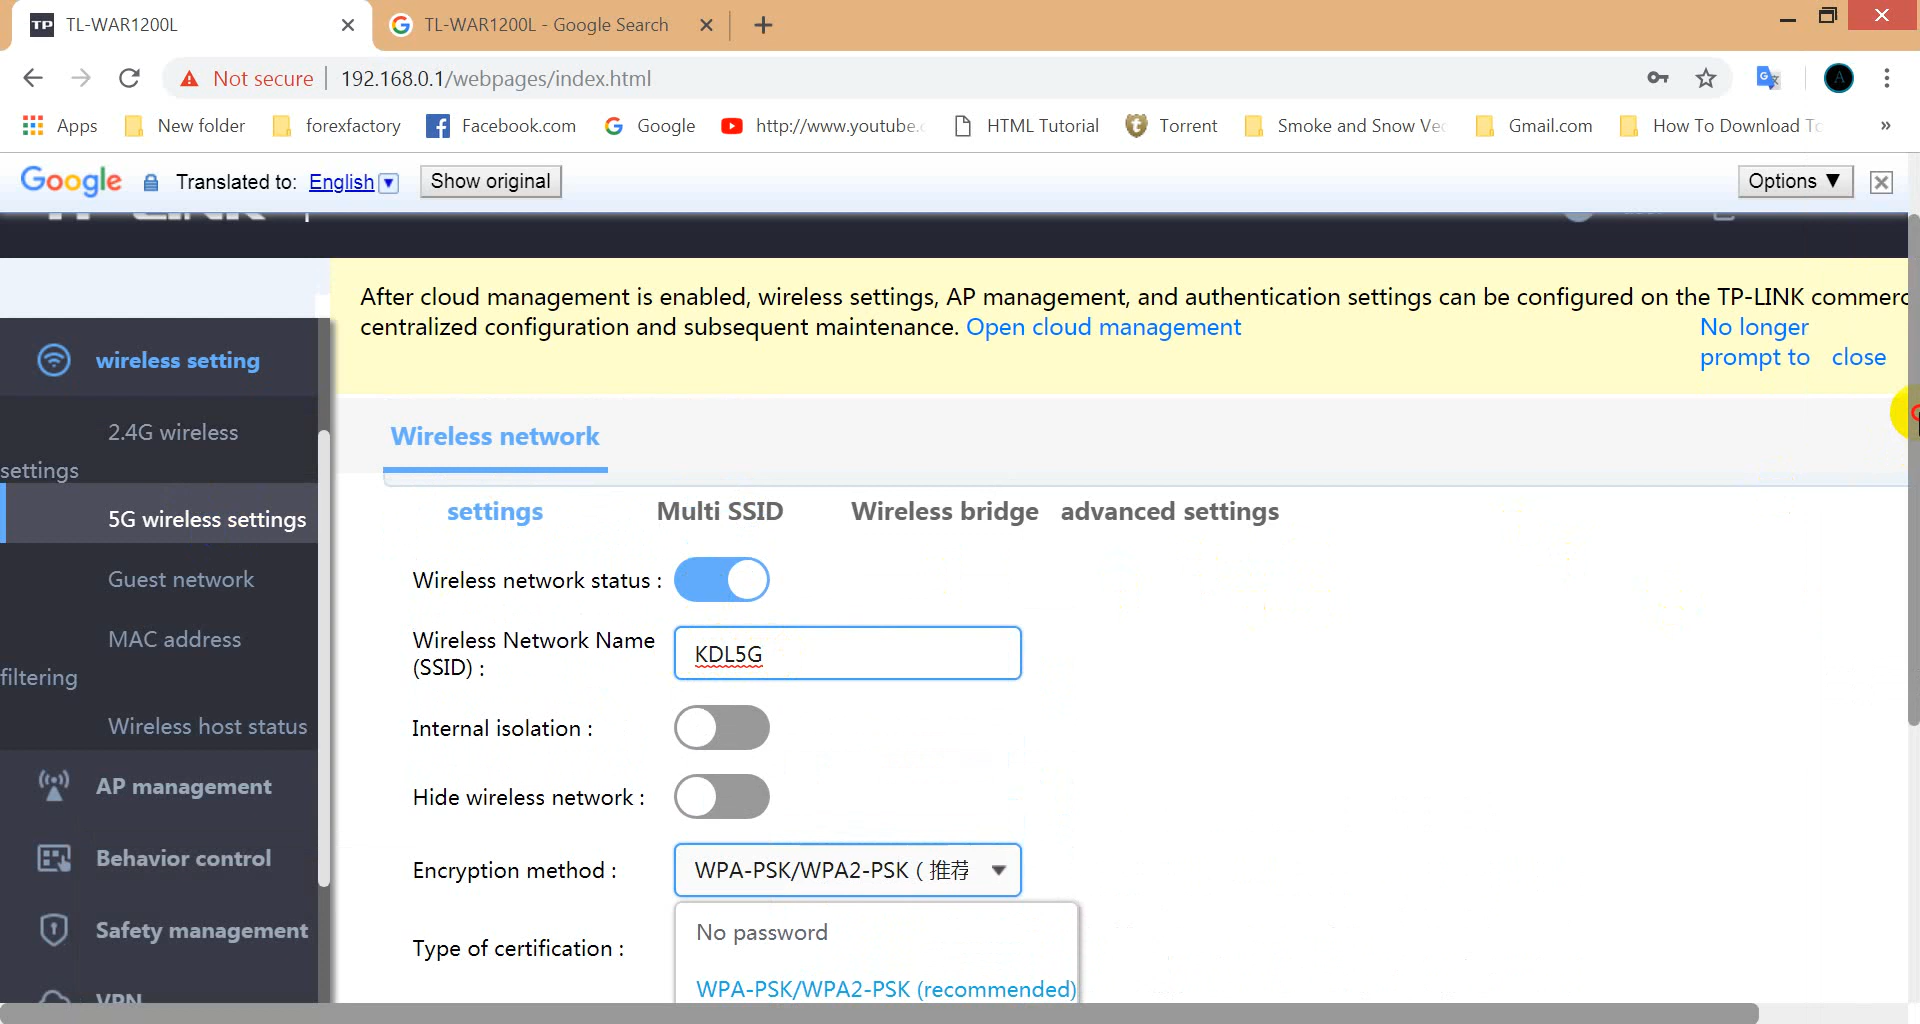 TL-WAR1200L
TL-WAR1200L - Google Search
Not secure
192.168.0.1/webpages/index.html
Apps
New folder
forexfactory
Facebook.com
Google
http://www.youtube.
HTML Tutorial
Torrent
Smoke and Snow Vec
Gmail.com
How To Download To
»
Google
Translated to: English
Show original
Options ▼
After cloud management is enabled, wireless settings, AP management, and authentication settings can be configured on the TP-LINK commerc
centralized configuration and subsequent maintenance. Open cloud management
No longer
prompt to close
wireless setting
2.4G wireless
settings
5G wireless settings
Guest network
MAC address
filtering
Wireless host status
AP management
Behavior control
Safety management
VPN
Wireless network
settings
Multi SSID
Wireless bridge
advanced settings
Wireless network status :
Wireless Network Name
(SSID) :
KDL5G
Internal isolation :
Hide wireless network :
Encryption method :
WPA-PSK/WPA2-PSK ( 推荐
Type of certification :
No password
WPA-PSK/WPA2-PSK (recommended)